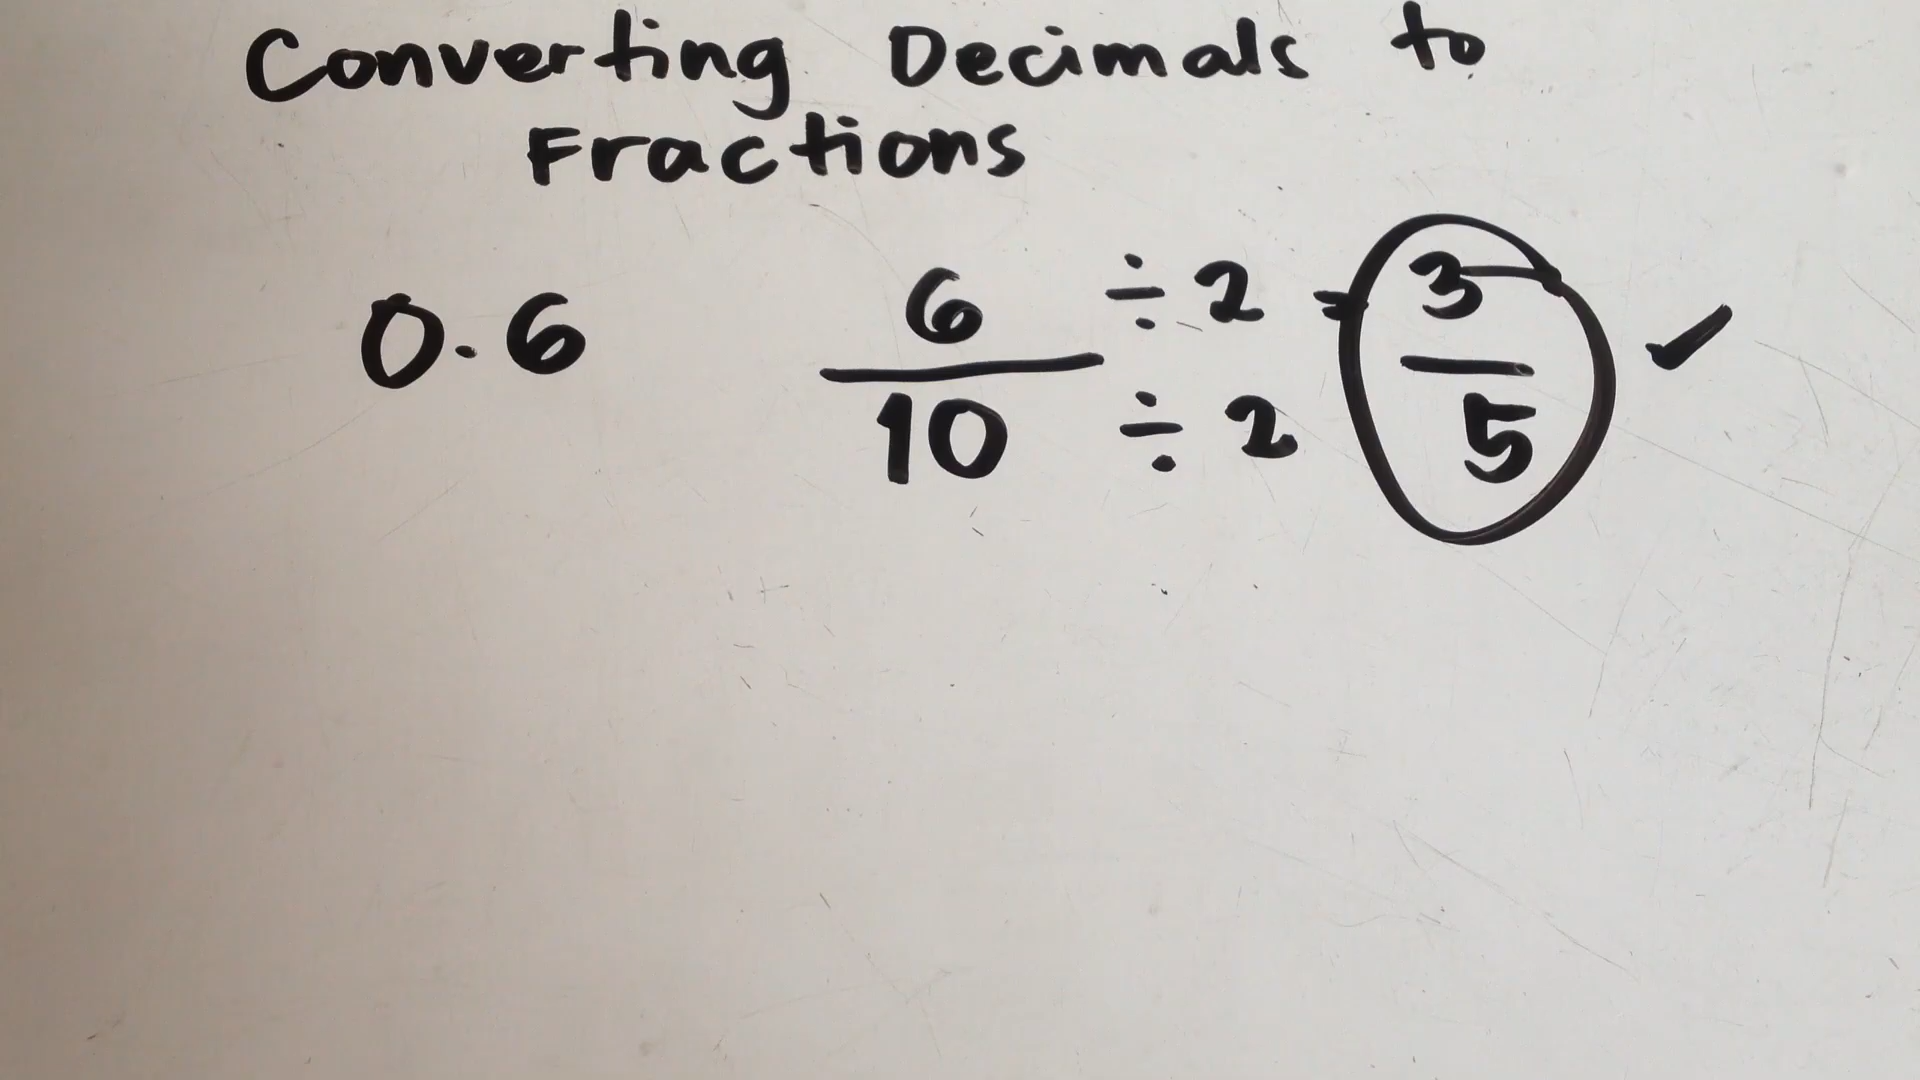 Converting Decimals to
Fractions
0.6 6/10 ÷ 2 / ÷ 2 = 3/5 ✓